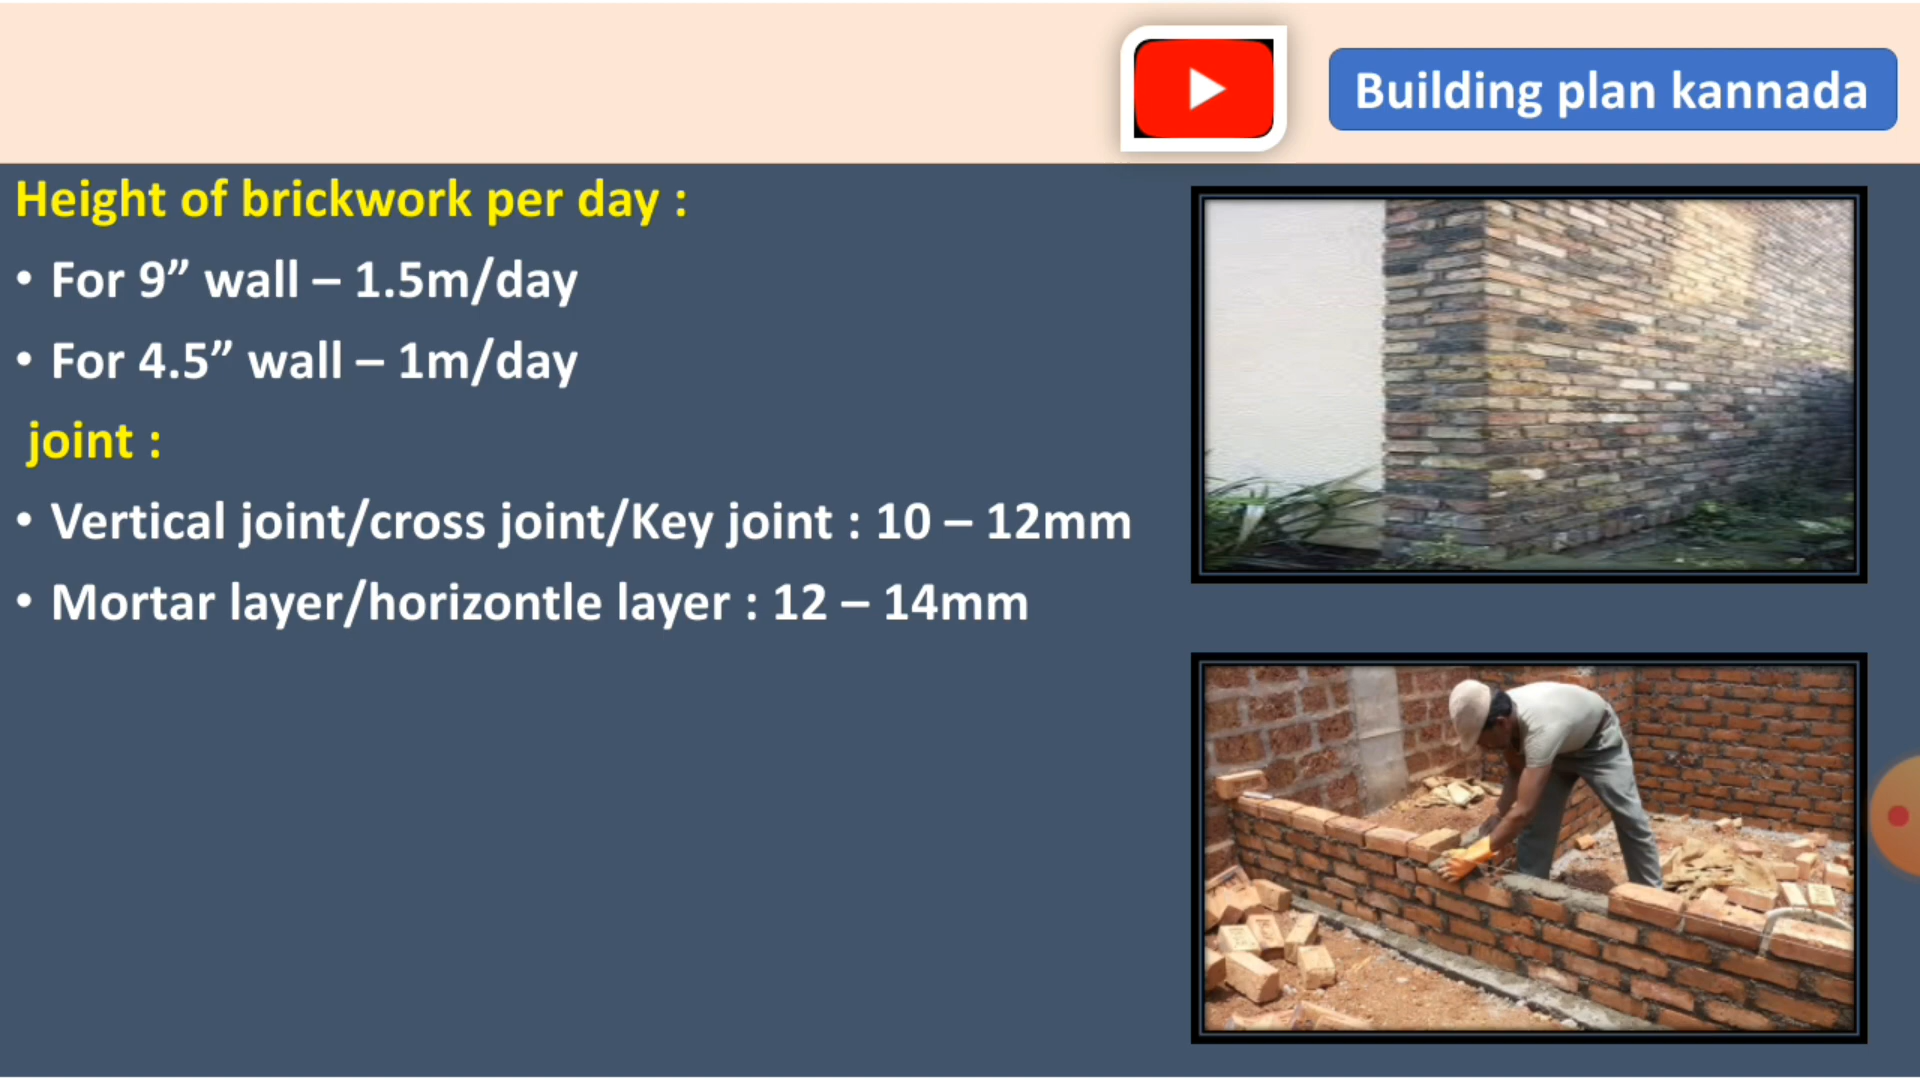 Building plan kannada
Height of brickwork per day :
• For 9” wall – 1.5m/day
• For 4.5” wall – 1m/day
joint :
• Vertical joint/cross joint/Key joint : 10 – 12mm
• Mortar layer/horizontle layer : 12 – 14mm